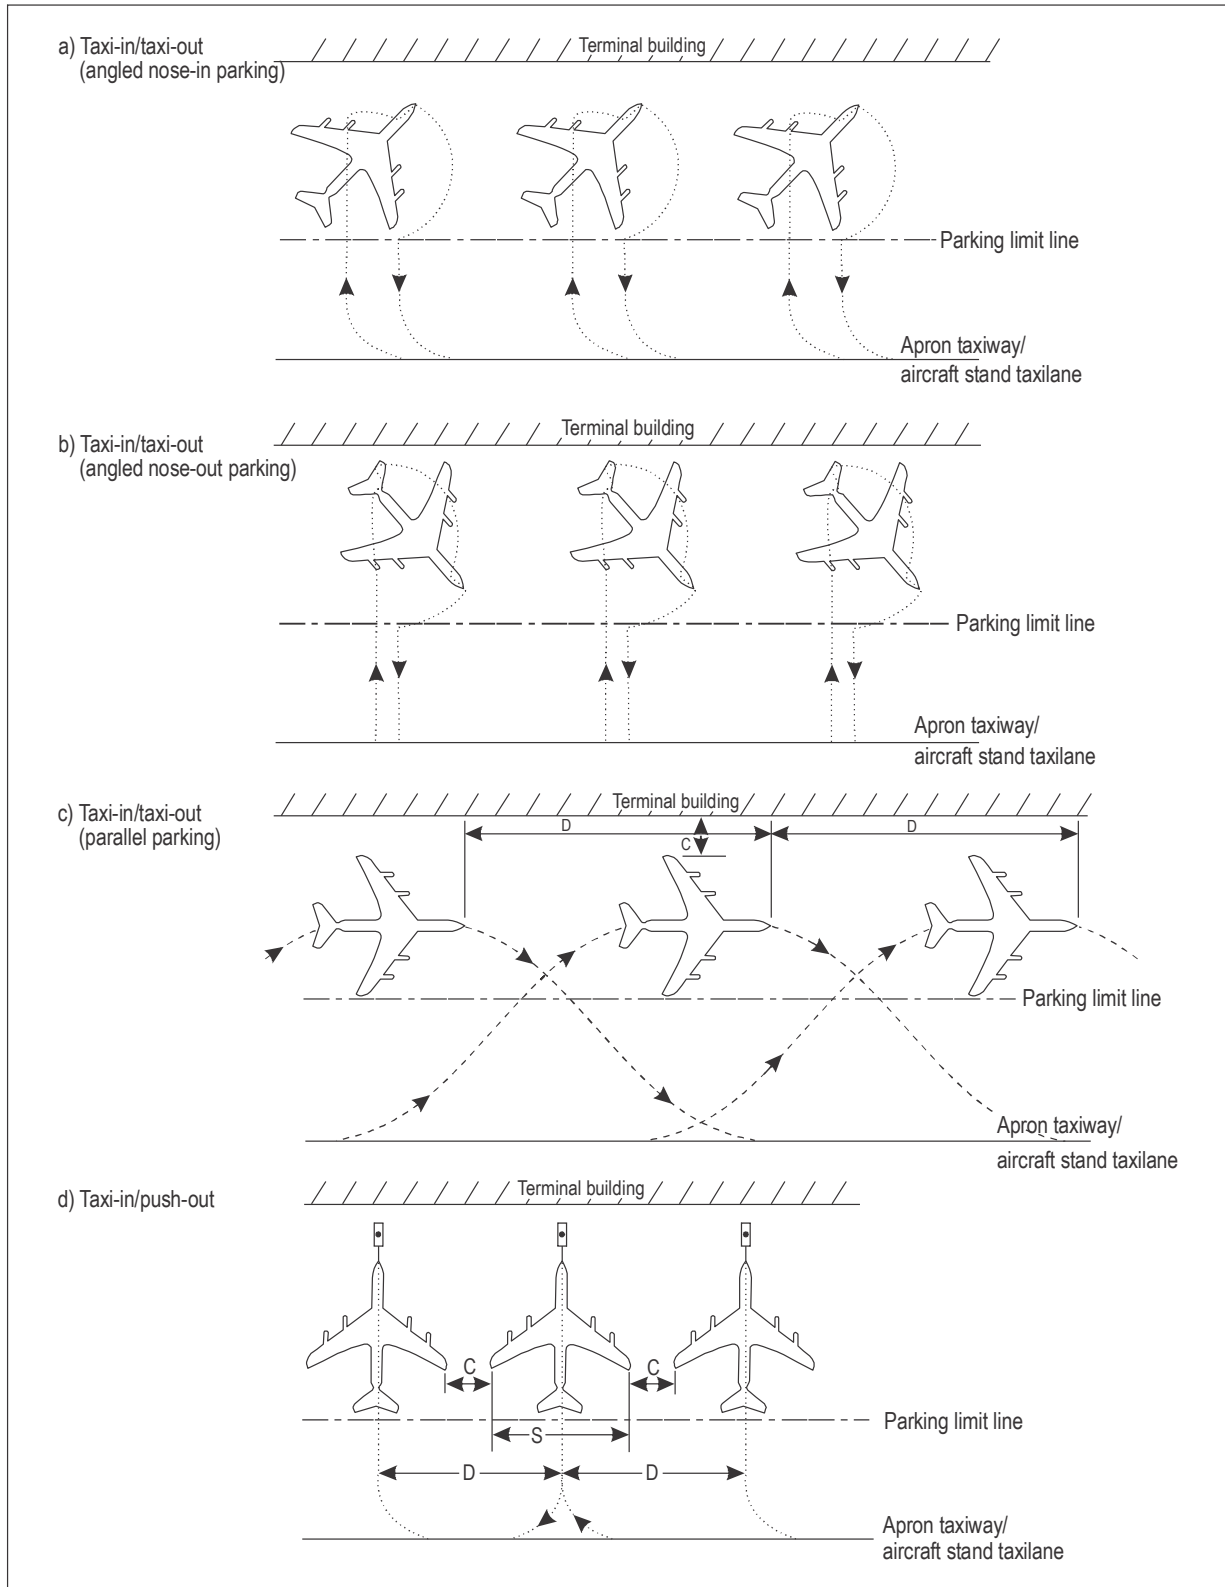 a) Taxi-in/taxi-out
(angled nose-in parking)
Terminal building
Parking limit line
Apron taxiway/
aircraft stand taxilane
b) Taxi-in/taxi-out
(angled nose-out parking)
Terminal building
Parking limit line
Apron taxiway/
aircraft stand taxilane
c) Taxi-in/taxi-out
(parallel parking)
Terminal building
D
D
C
Parking limit line
Apron taxiway/
aircraft stand taxilane
d) Taxi-in/push-out
Terminal building
C
C
Parking limit line
S
D
D
Apron taxiway/
aircraft stand taxilane